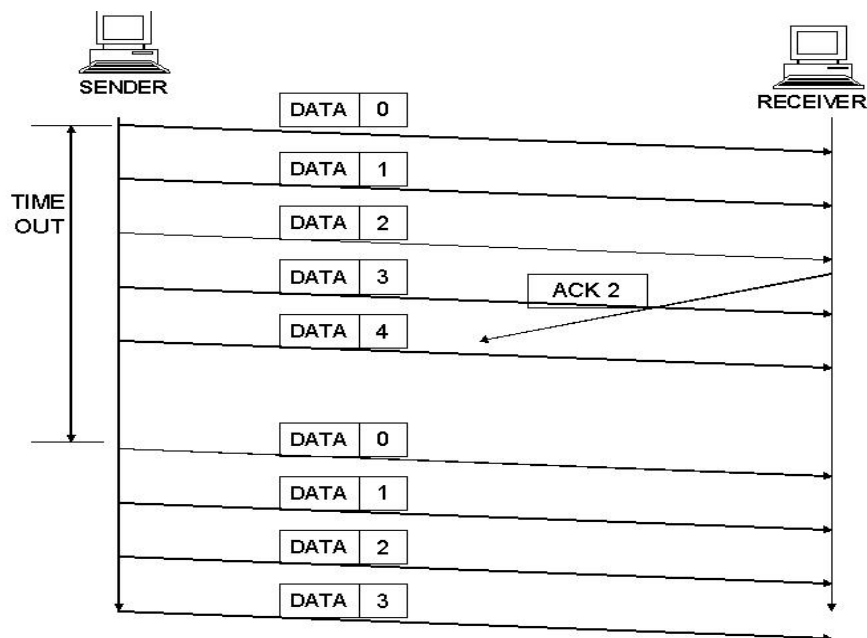 SENDER
RECEIVER
DATA 0
DATA 1
TIME
OUT
DATA 2
DATA 3
ACK 2
DATA 4
DATA 0
DATA 1
DATA 2
DATA 3